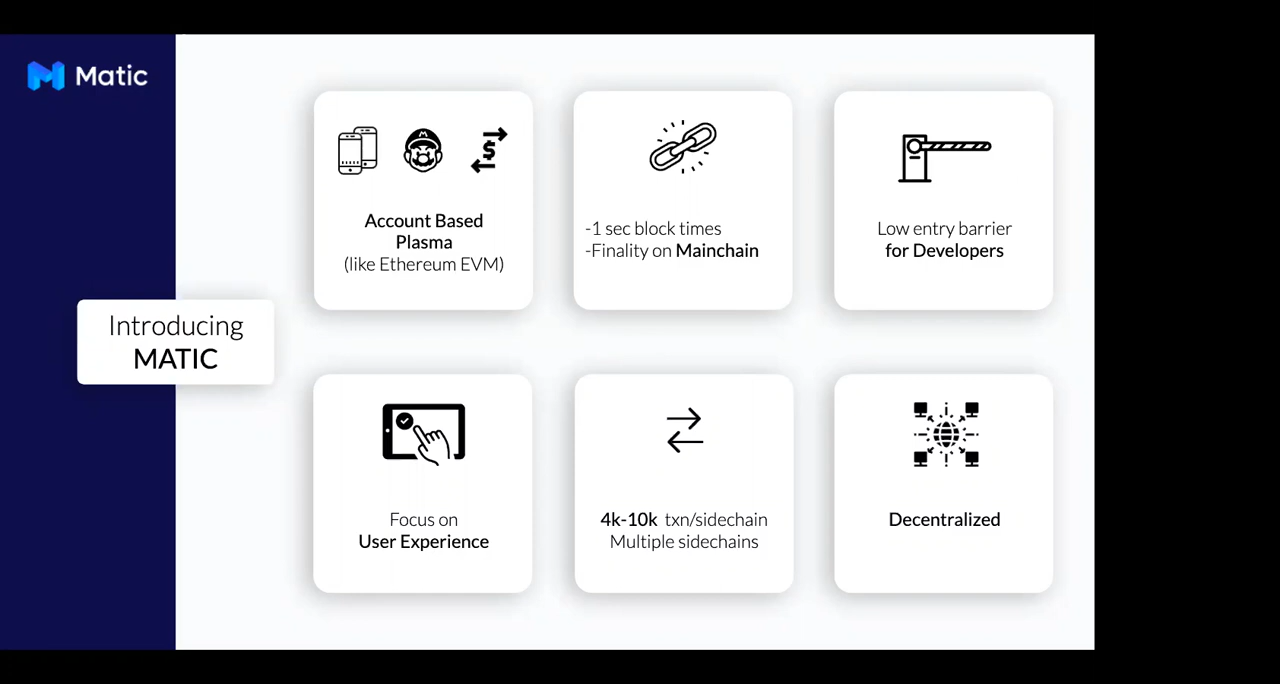 Matic
Introducing
MATIC
Account Based
Plasma
(like Ethereum EVM)
-1 sec block times
-Finality on Mainchain
Low entry barrier
for Developers
Focus on
User Experience
4k-10k txn/sidechain
Multiple sidechains
Decentralized